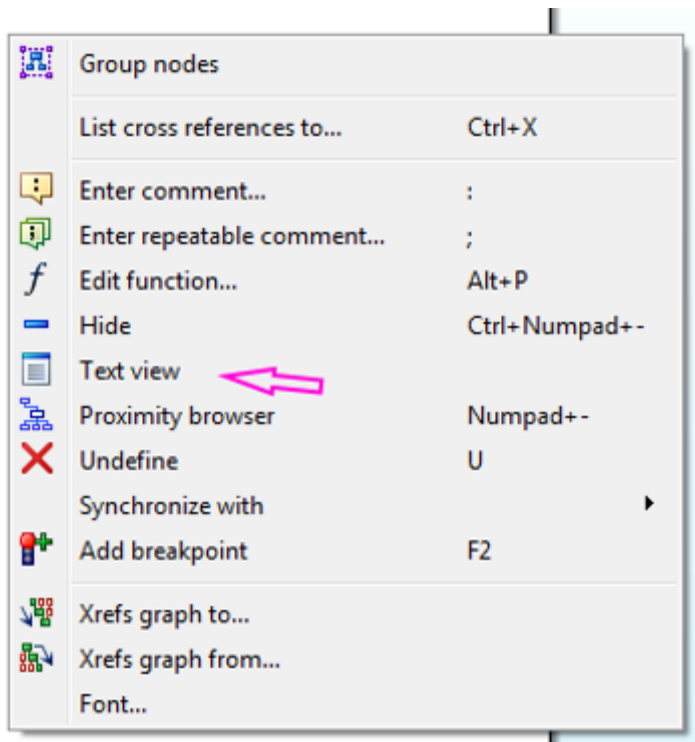 Group nodes
List cross references to... Ctrl+X
Enter comment... :
Enter repeatable comment... ;
Edit function... Alt+P
Hide Ctrl+Numpad+-
Text view
Proximity browser Numpad+-
Undefine U
Synchronize with
Add breakpoint F2
Xrefs graph to...
Xrefs graph from...
Font...